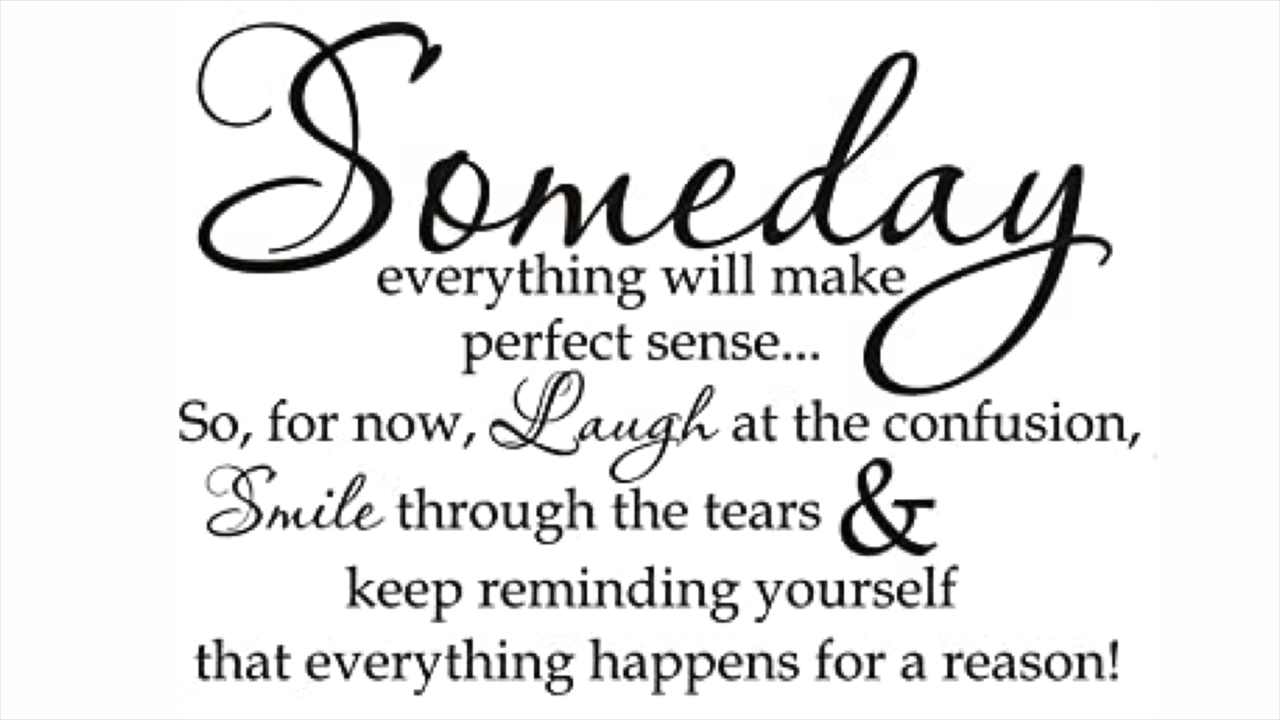 Someday
everything will make
perfect sense...
So, for now, Laugh at the confusion,
Smile through the tears &
keep reminding yourself
that everything happens for a reason!